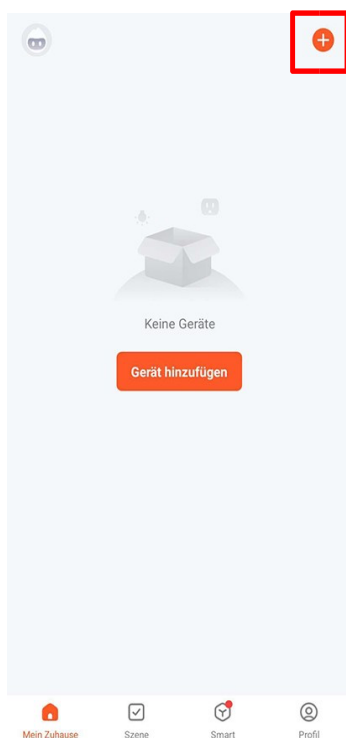 Keine Geräte
Gerät hinzufügen
Mein Zuhause
Szene
Smart
Profil